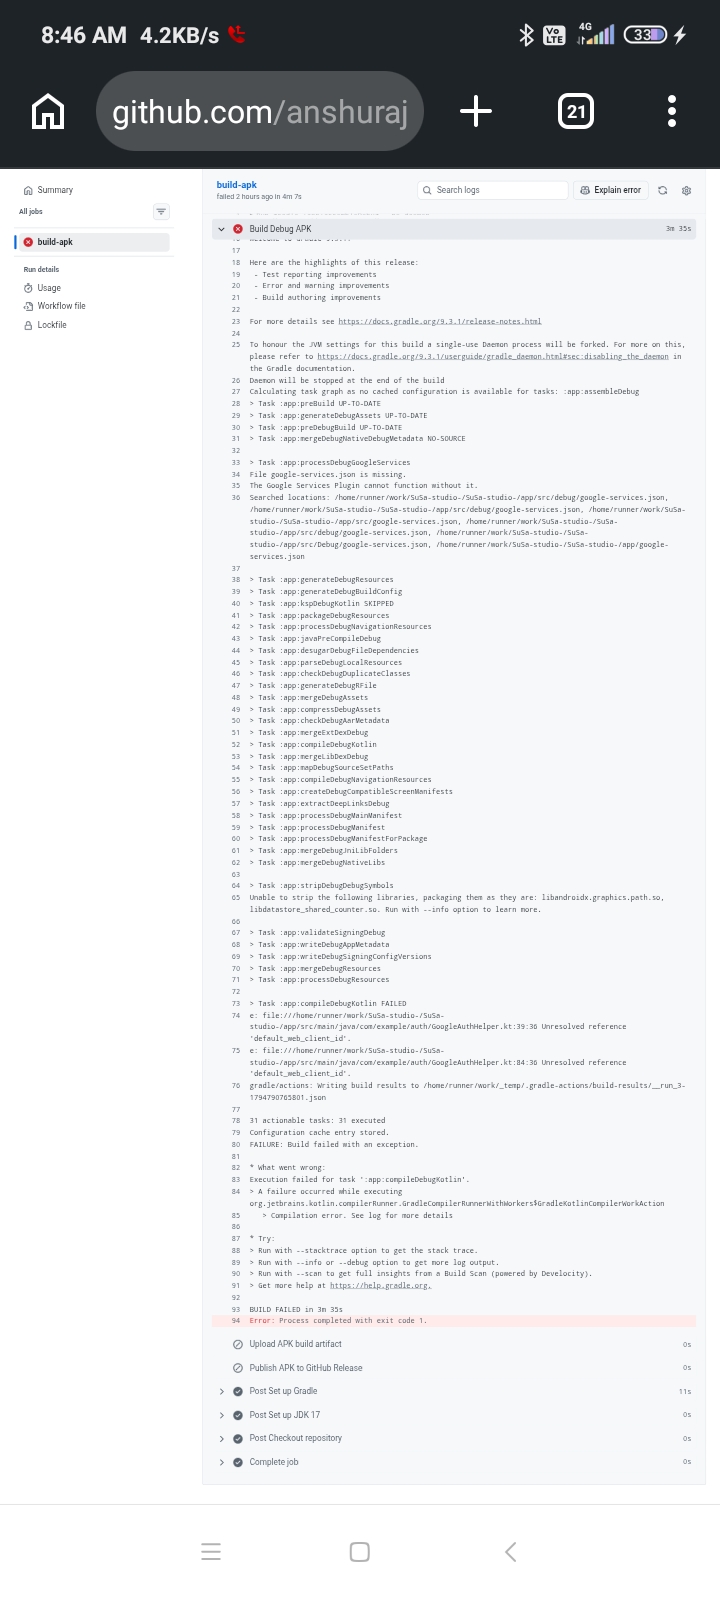 8:46 AM 4.2KB/s
Vo LTE 4G 33
github.com/anshuraj
21
Summary
All jobs
build-apk
Run details
Usage
Workflow file
Lockfile
build-apk
failed 2 hours ago in 4m 7s
Search logs
Explain error
Build Debug APK 3m 35s
17
18 Here are the highlights of this release:
19 - Test reporting improvements
20 - Error and warning improvements
21 - Build authoring improvements
22
23 For more details see https://docs.gradle.org/9.3.1/release-notes.html
24
25 To honour the JVM settings for this build a single-use Daemon process will be forked. For more on this,
please refer to https://docs.gradle.org/9.3.1/userguide/gradle_daemon.html#sec:disabling_the_daemon in
the Gradle documentation.
26 Daemon will be stopped at the end of the build
27 Calculating task graph as no cached configuration is available for tasks: :app:assembleDebug
28 > Task :app:preBuild UP-TO-DATE
29 > Task :app:generateDebugAssets UP-TO-DATE
30 > Task :app:preDebugBuild UP-TO-DATE
31 > Task :app:mergeDebugNativeDebugMetadata NO-SOURCE
32
33 > Task :app:processDebugGoogleServices
34 File google-services.json is missing.
35 The Google Services Plugin cannot function without it.
36 Searched locations: /home/runner/work/SuSa-studio-/SuSa-studio-/app/src/debug/google-services.json,
/home/runner/work/SuSa-studio-/SuSa-studio-/app/src/debug/google-services.json, /home/runner/work/SuSa-
studio-/SuSa-studio-/app/src/google-services.json, /home/runner/work/SuSa-studio-/SuSa-
studio-/app/src/debug/google-services.json, /home/runner/work/SuSa-studio-/SuSa-
studio-/app/src/Debug/google-services.json, /home/runner/work/SuSa-studio-/SuSa-studio-/app/google-
services.json
37
38 > Task :app:generateDebugResources
39 > Task :app:generateDebugBuildConfig
40 > Task :app:kspDebugKotlin SKIPPED
41 > Task :app:packageDebugResources
42 > Task :app:processDebugNavigationResources
43 > Task :app:javaPreCompileDebug
44 > Task :app:desugarDebugFileDependencies
45 > Task :app:parseDebugLocalResources
46 > Task :app:checkDebugDuplicateClasses
47 > Task :app:generateDebugRFile
48 > Task :app:mergeDebugAssets
49 > Task :app:compressDebugAssets
50 > Task :app:checkDebugAarMetadata
51 > Task :app:mergeExtDexDebug
52 > Task :app:compileDebugKotlin
53 > Task :app:mergeLibDexDebug
54 > Task :app:mapDebugSourceSetPaths
55 > Task :app:compileDebugNavigationResources
56 > Task :app:createDebugCompatibleScreenManifests
57 > Task :app:extractDeepLinksDebug
58 > Task :app:processDebugMainManifest
59 > Task :app:processDebugManifest
60 > Task :app:processDebugManifestForPackage
61 > Task :app:mergeDebugJniLibFolders
62 > Task :app:mergeDebugNativeLibs
63
64 > Task :app:stripDebugDebugSymbols
65 Unable to strip the following libraries, packaging them as they are: libandroidx.graphics.path.so,
libdatastore_shared_counter.so. Run with --info option to learn more.
66
67 > Task :app:validateSigningDebug
68 > Task :app:writeDebugAppMetadata
69 > Task :app:writeDebugSigningConfigVersions
70 > Task :app:mergeDebugResources
71 > Task :app:processDebugResources
72
73 > Task :app:compileDebugKotlin FAILED
74 e: file:///home/runner/work/SuSa-studio-/SuSa-
studio-/app/src/main/java/com/example/auth/GoogleAuthHelper.kt:39:36 Unresolved reference
'default_web_client_id'.
75 e: file:///home/runner/work/SuSa-studio-/SuSa-
studio-/app/src/main/java/com/example/auth/GoogleAuthHelper.kt:84:36 Unresolved reference
'default_web_client_id'.
76 gradle/actions: Writing build results to /home/runner/work/_temp/.gradle-actions/build-results/__run_3-
1794790765801.json
77
78 31 actionable tasks: 31 executed
79 Configuration cache entry stored.
80 FAILURE: Build failed with an exception.
81
82 * What went wrong:
83 Execution failed for task ':app:compileDebugKotlin'.
84 > A failure occurred while executing
org.jetbrains.kotlin.compilerRunner.GradleCompilerRunnerWithWorkers$GradleKotlinCompilerWorkAction
85 > Compilation error. See log for more details
86
87 * Try:
88 > Run with --stacktrace option to get the stack trace.
89 > Run with --info or --debug option to get more log output.
90 > Run with --scan to get full insights from a Build Scan (powered by Develocity).
91 > Get more help at https://help.gradle.org.
92
93 BUILD FAILED in 3m 35s
94 Error: Process completed with exit code 1.
Upload APK build artifact 0s
Publish APK to GitHub Release 0s
Post Set up Gradle 11s
Post Set up JDK 17 0s
Post Checkout repository 0s
Complete job 0s